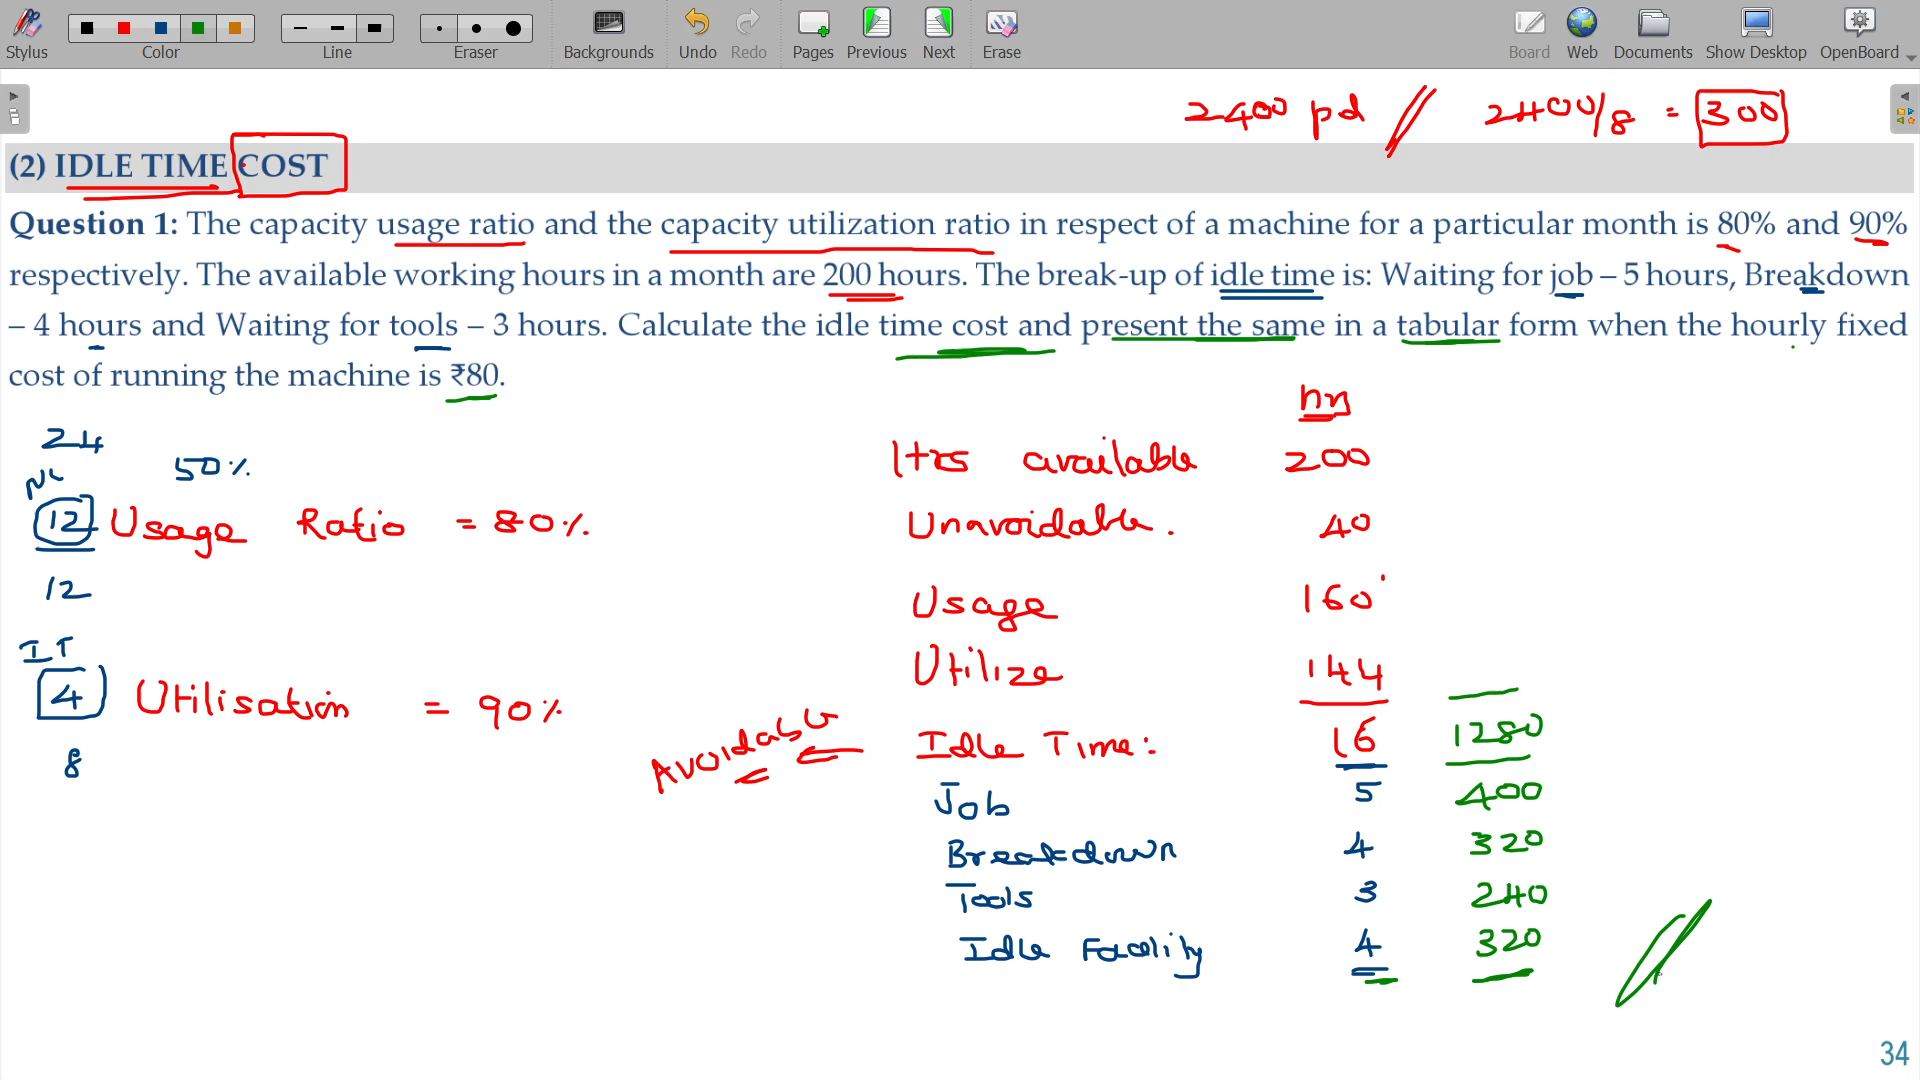 Stylus Color Line Eraser Backgrounds Undo Redo Pages Previous Next Erase Board Web Documents Show Desktop OpenBoard
2400 pd // 2400/8 = 300
(2) IDLE TIME COST
Question 1: The capacity usage ratio and the capacity utilization ratio in respect of a machine for a particular month is 80% and 90%
respectively. The available working hours in a month are 200 hours. The break-up of idle time is: Waiting for job – 5 hours, Breakdown
– 4 hours and Waiting for tools – 3 hours. Calculate the idle time cost and present the same in a tabular form when the hourly fixed
cost of running the machine is ₹80.
24
50%
12 Usage Ratio = 80%
12
IT
4 Utilisation = 90%
8
Avoidable
hrs
Hrs available 200
Unavoidable. 40
Usage 160
Utilize 144
Idle Time: 16 1280
Job 5 400
Breakdown 4 320
Tools 3 240
Idle Facility 4 320
34